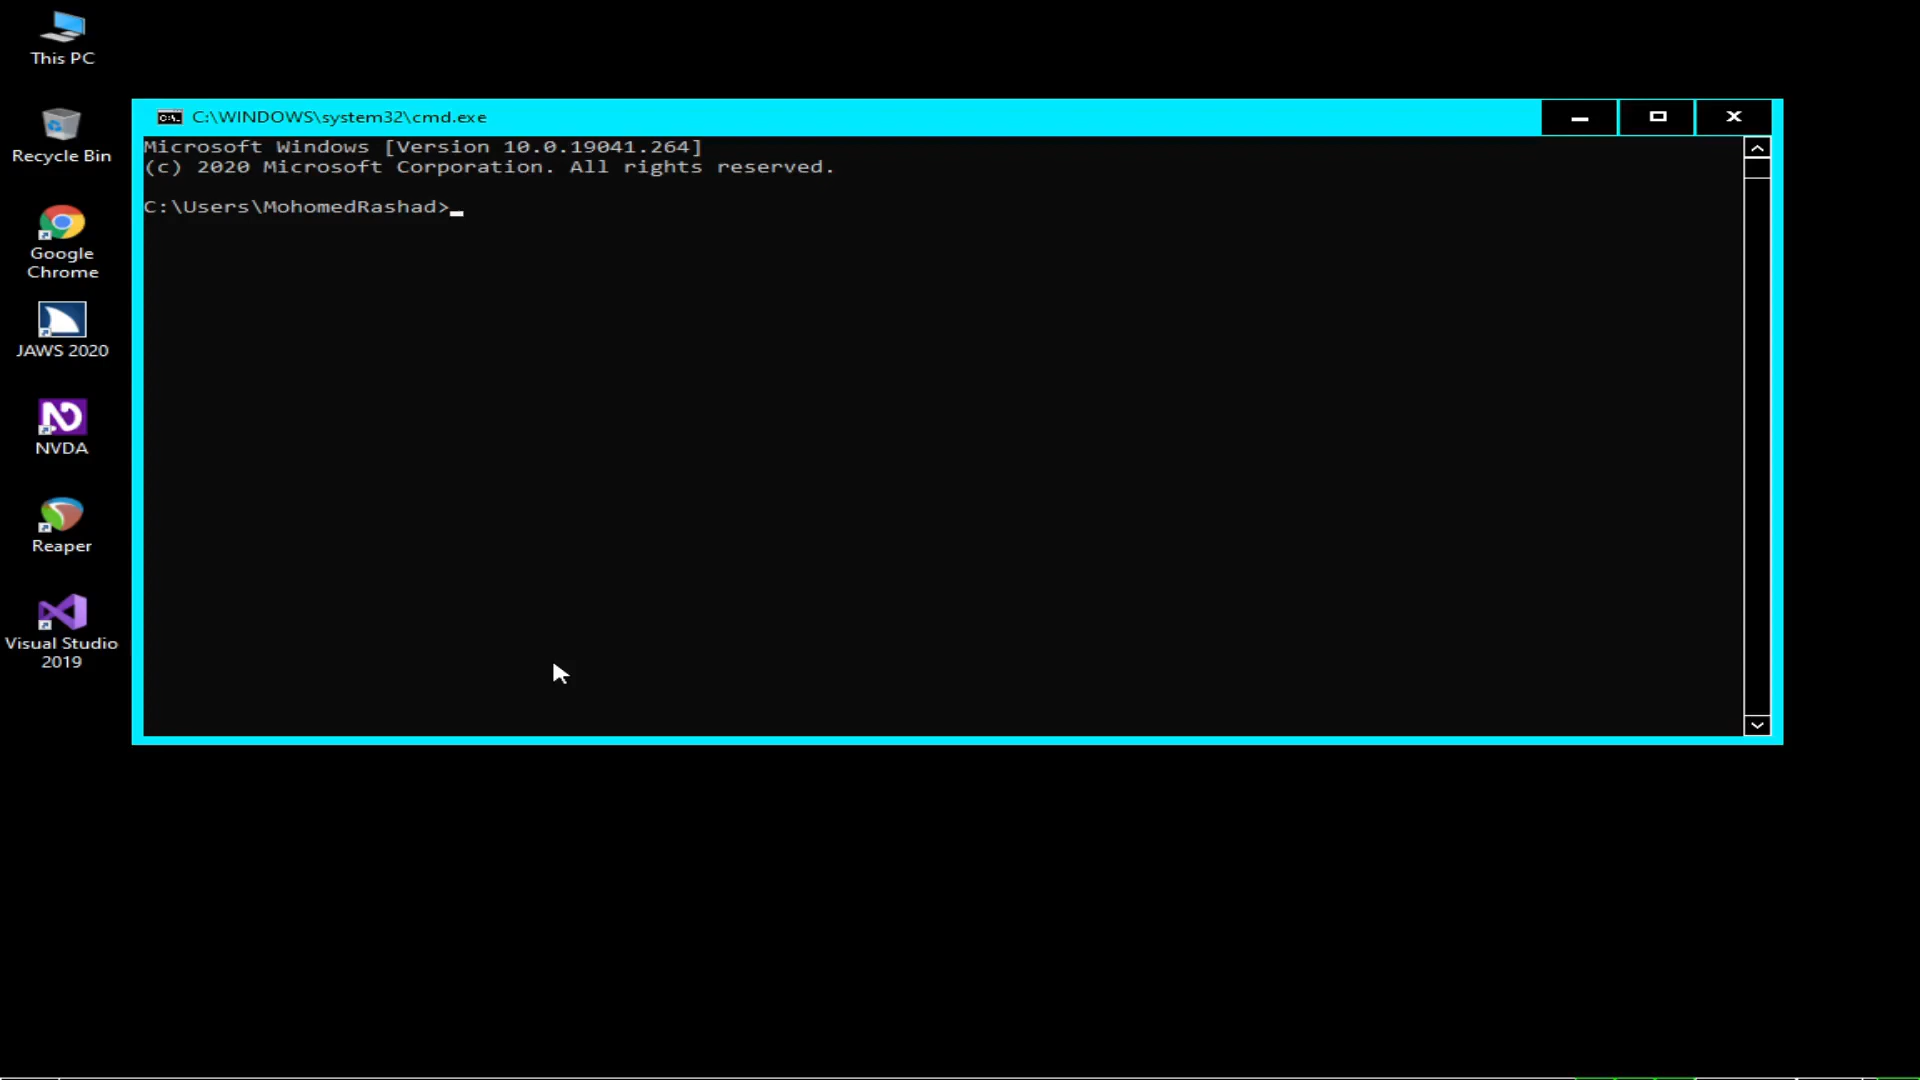 This PC
Recycle Bin
Google
Chrome
JAWS 2020
NVDA
Reaper
Visual Studio
2019
C:\WINDOWS\system32\cmd.exe
Microsoft Windows [Version 10.0.19041.264]
(c) 2020 Microsoft Corporation. All rights reserved.
C:\Users\MohomedRashad>